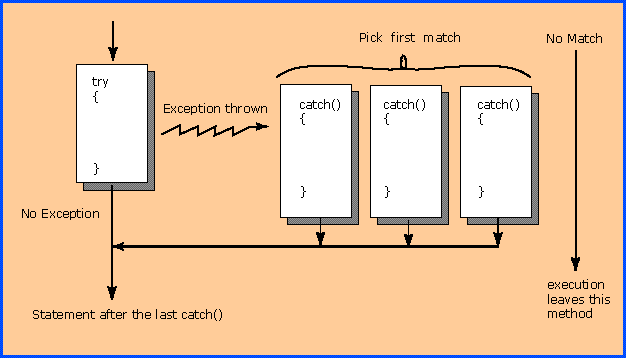 Pick first match
No Match
try
{
}
Exception thrown
catch()
{
}
catch()
{
}
catch()
{
}
No Exception
Statement after the last catch()
execution
leaves this
method